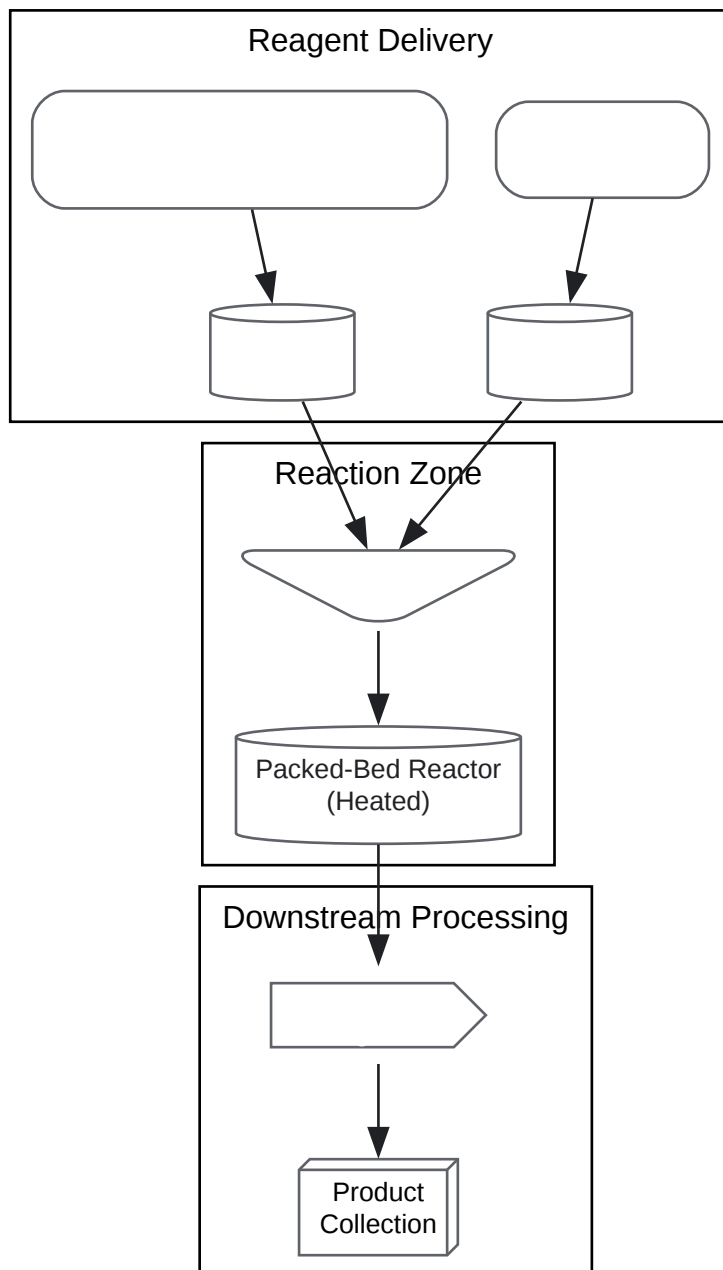 Reagent Delivery
Reaction Zone
Packed-Bed Reactor
(Heated)
Downstream Processing
Product
Collection